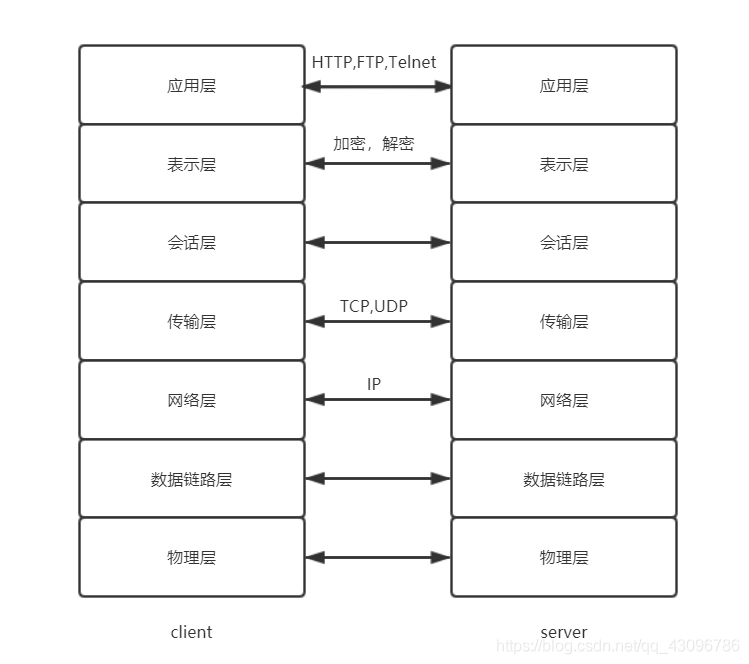 HTTP,FTP,Telnet
应用层
应用层
加密，解密
表示层
表示层
会话层
会话层
TCP,UDP
传输层
传输层
IP
网络层
网络层
数据链路层
数据链路层
物理层
物理层
client
server
https://blog.csdn.net/qq_43096786